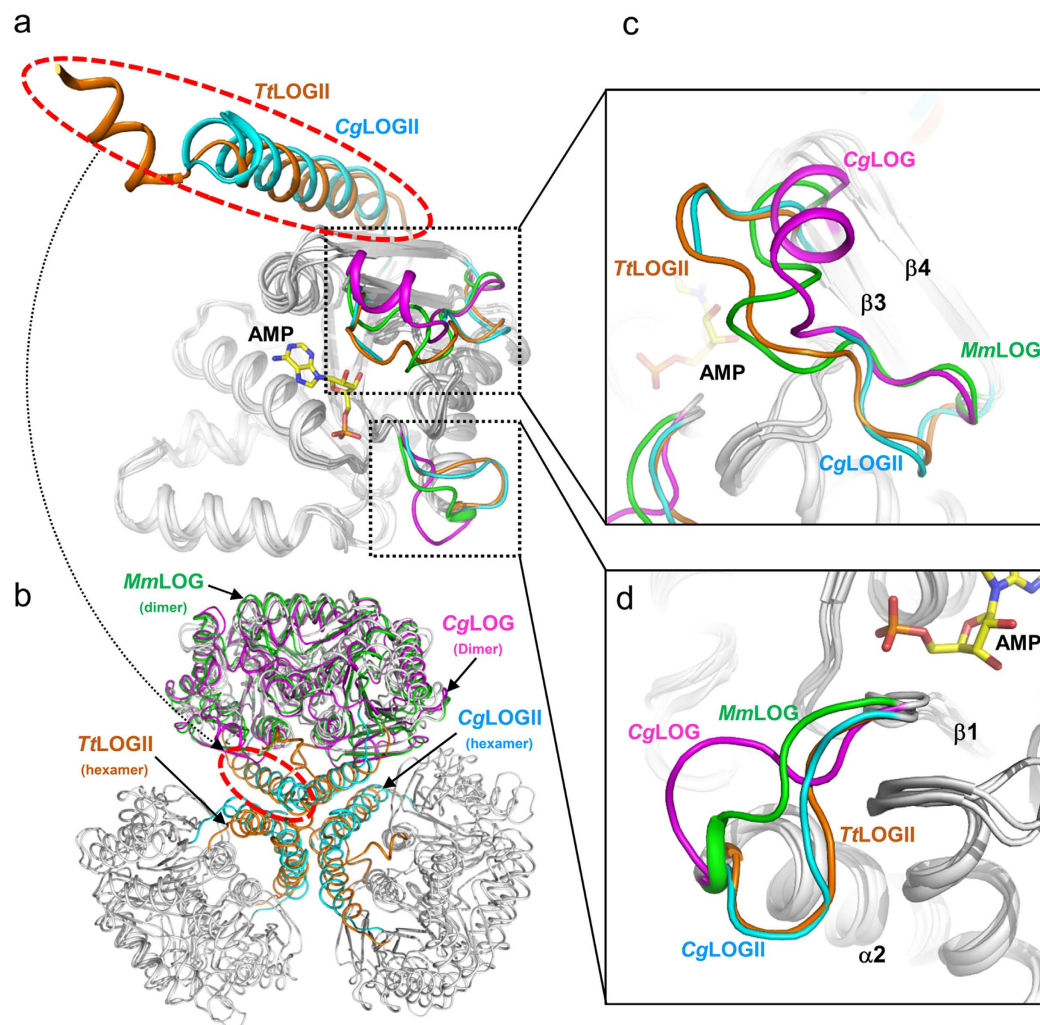 a
TtLOGII
CgLOGII
AMP
b
MmLOG
(dimer)
CgLOG
(Dimer)
CgLOGII
(hexamer)
TtLOGII
(hexamer)
c
CgLOG
TtLOGII
β4
β3
MmLOG
AMP
CgLOGII
d
AMP
MmLOG
CgLOG
β1
TtLOGII
CgLOGII
α2